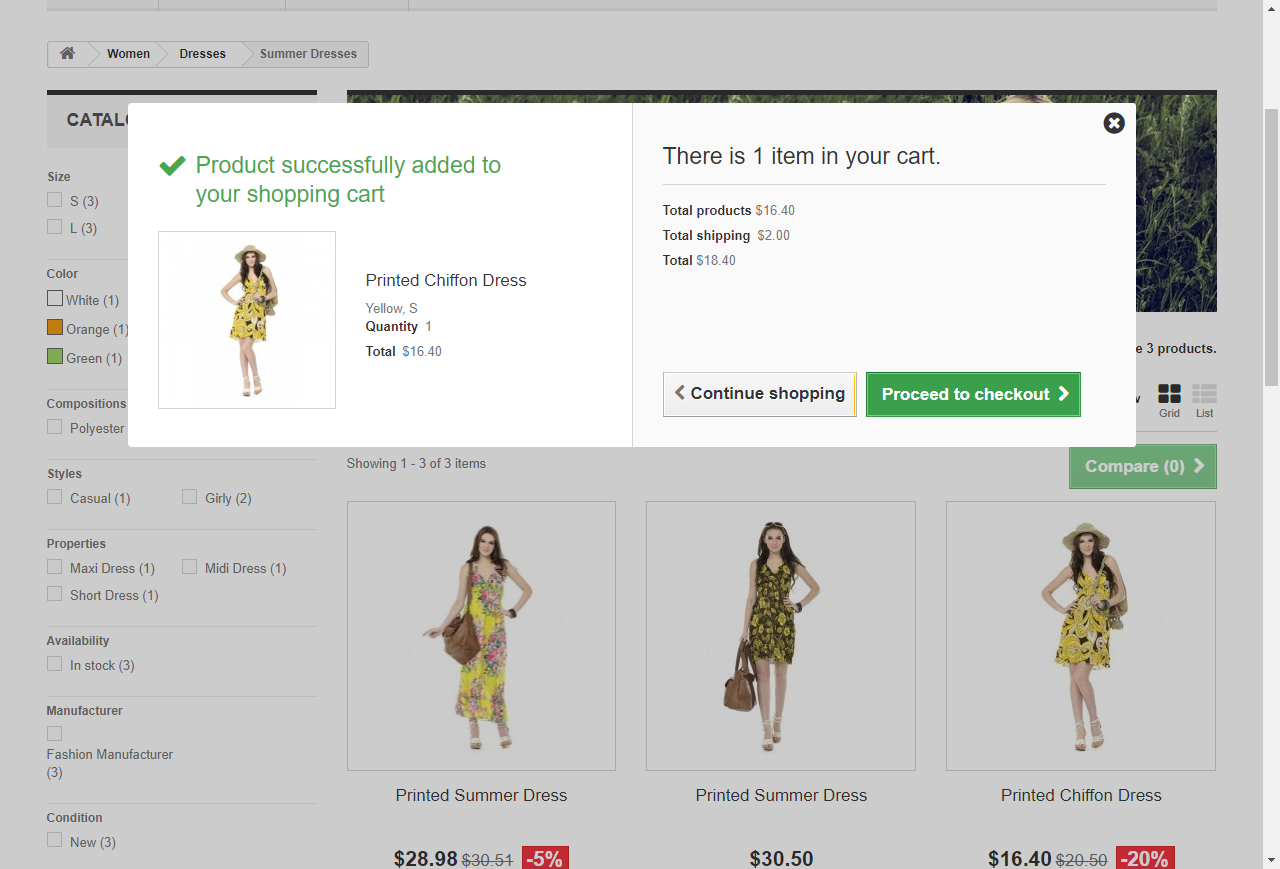 Women
Dresses
Summer Dresses
Product successfully added to
your shopping cart
Printed Chiffon Dress
Yellow, S
Quantity 1
Total $16.40
There is 1 item in your cart.
Total products $16.40
Total shipping $2.00
Total $18.40
Continue shopping
Proceed to checkout
Size
S (3)
L (3)
Color
White (1)
Orange (1)
Green (1)
Compositions
Polyester
Styles
Casual (1) Girly (2)
Properties
Maxi Dress (1) Midi Dress (1)
Short Dress (1)
Availability
In stock (3)
Manufacturer
Fashion Manufacturer
(3)
Condition
New (3)
3 products.
Grid List
Showing 1 - 3 of 3 items
Compare (0)
Printed Summer Dress
$28.98 $30.51 -5%
Printed Summer Dress
$30.50
Printed Chiffon Dress
$16.40 $20.50 -20%